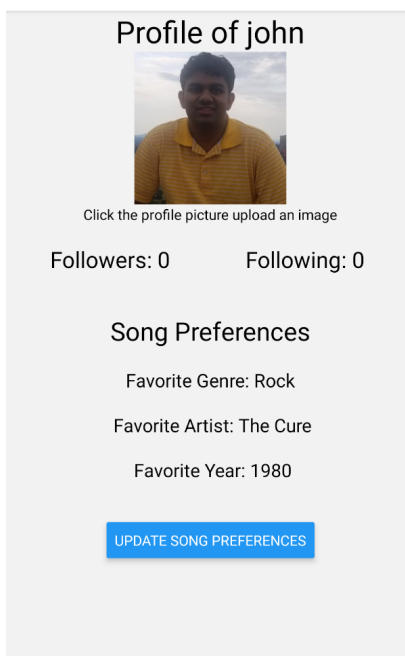 Profile of john
Click the profile picture upload an image
Followers: 0 Following: 0
Song Preferences
Favorite Genre: Rock
Favorite Artist: The Cure
Favorite Year: 1980
UPDATE SONG PREFERENCES